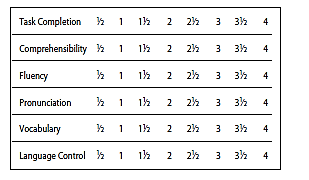 Task Completion ½ 1 1½ 2 2½ 3 3½ 4
Comprehensibility ½ 1 1½ 2 2½ 3 3½ 4
Fluency ½ 1 1½ 2 2½ 3 3½ 4
Pronunciation ½ 1 1½ 2 2½ 3 3½ 4
Vocabulary ½ 1 1½ 2 2½ 3 3½ 4
Language Control ½ 1 1½ 2 2½ 3 3½ 4